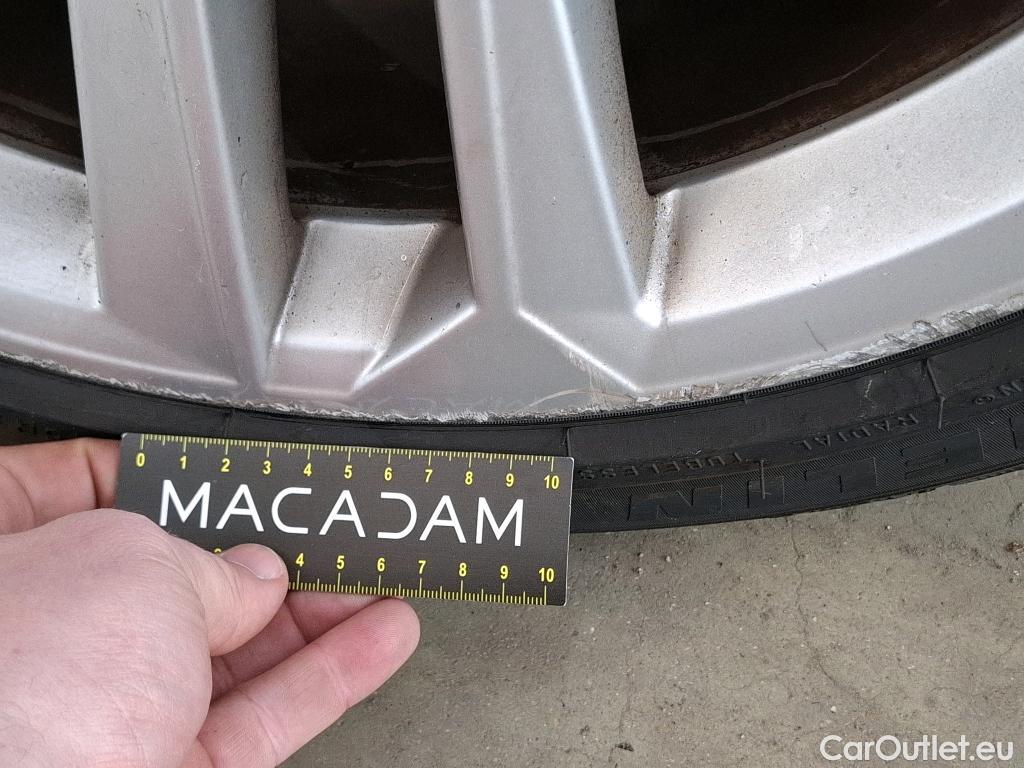 0 1 2 3 4 5 6 7 8 9 10
MACADAM
4 5 6 7 8 9 10
TUBELESS
RADIAL
CarOutlet.eu